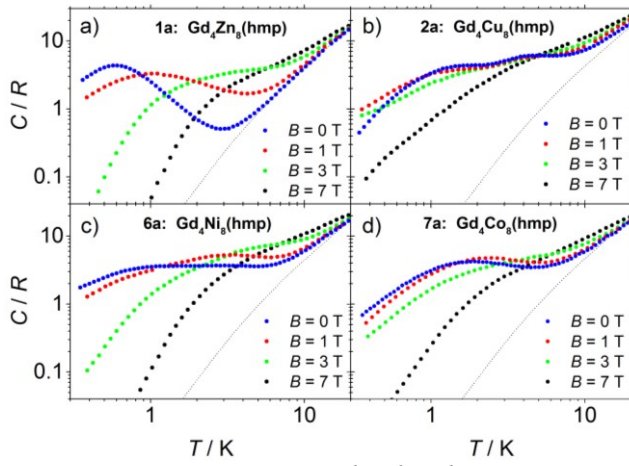 a)
1a: Gd4Zn8(hmp)
b)
2a: Gd4Cu8(hmp)
10
1
0.1
C / R
B = 0 T
B = 1 T
B = 3 T
B = 7 T
B = 0 T
B = 1 T
B = 3 T
B = 7 T
c)
6a: Gd4Ni8(hmp)
d)
7a: Gd4Co8(hmp)
10
1
0.1
C / R
B = 0 T
B = 1 T
B = 3 T
B = 7 T
B = 0 T
B = 1 T
B = 3 T
B = 7 T
1
10
1
10
T / K
T / K